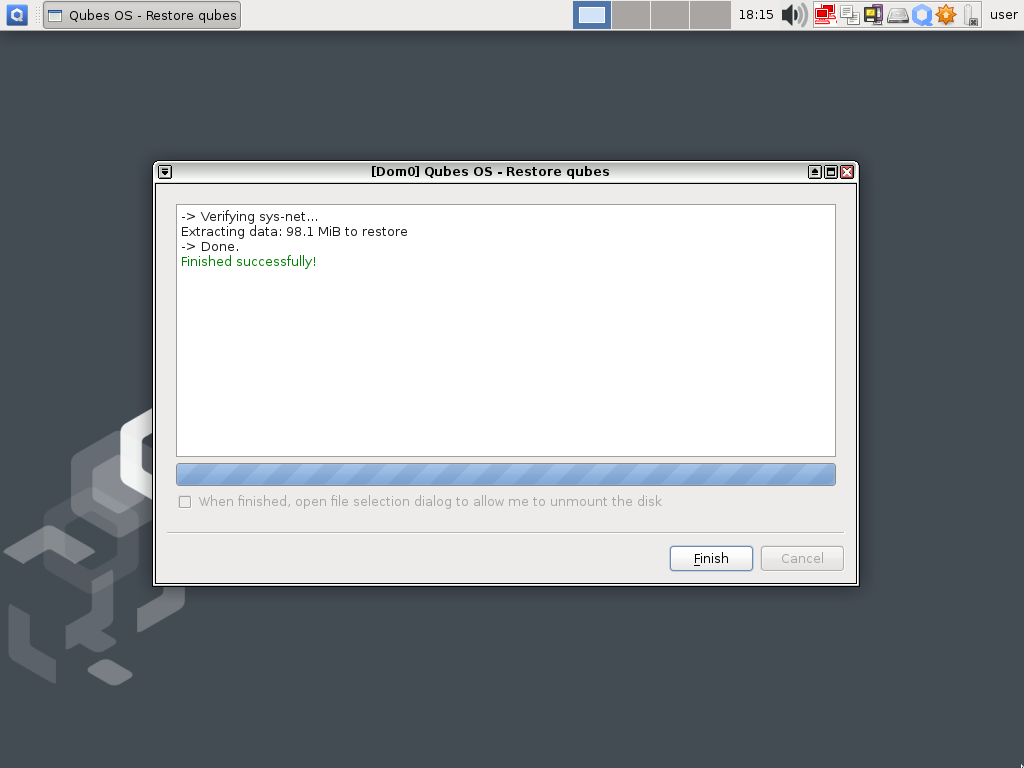 Qubes OS - Restore qubes
18:15
user
[Dom0] Qubes OS - Restore qubes
-> Verifying sys-net...
Extracting data: 98.1 MiB to restore
-> Done.
Finished successfully!
When finished, open file selection dialog to allow me to unmount the disk
Finish
Cancel